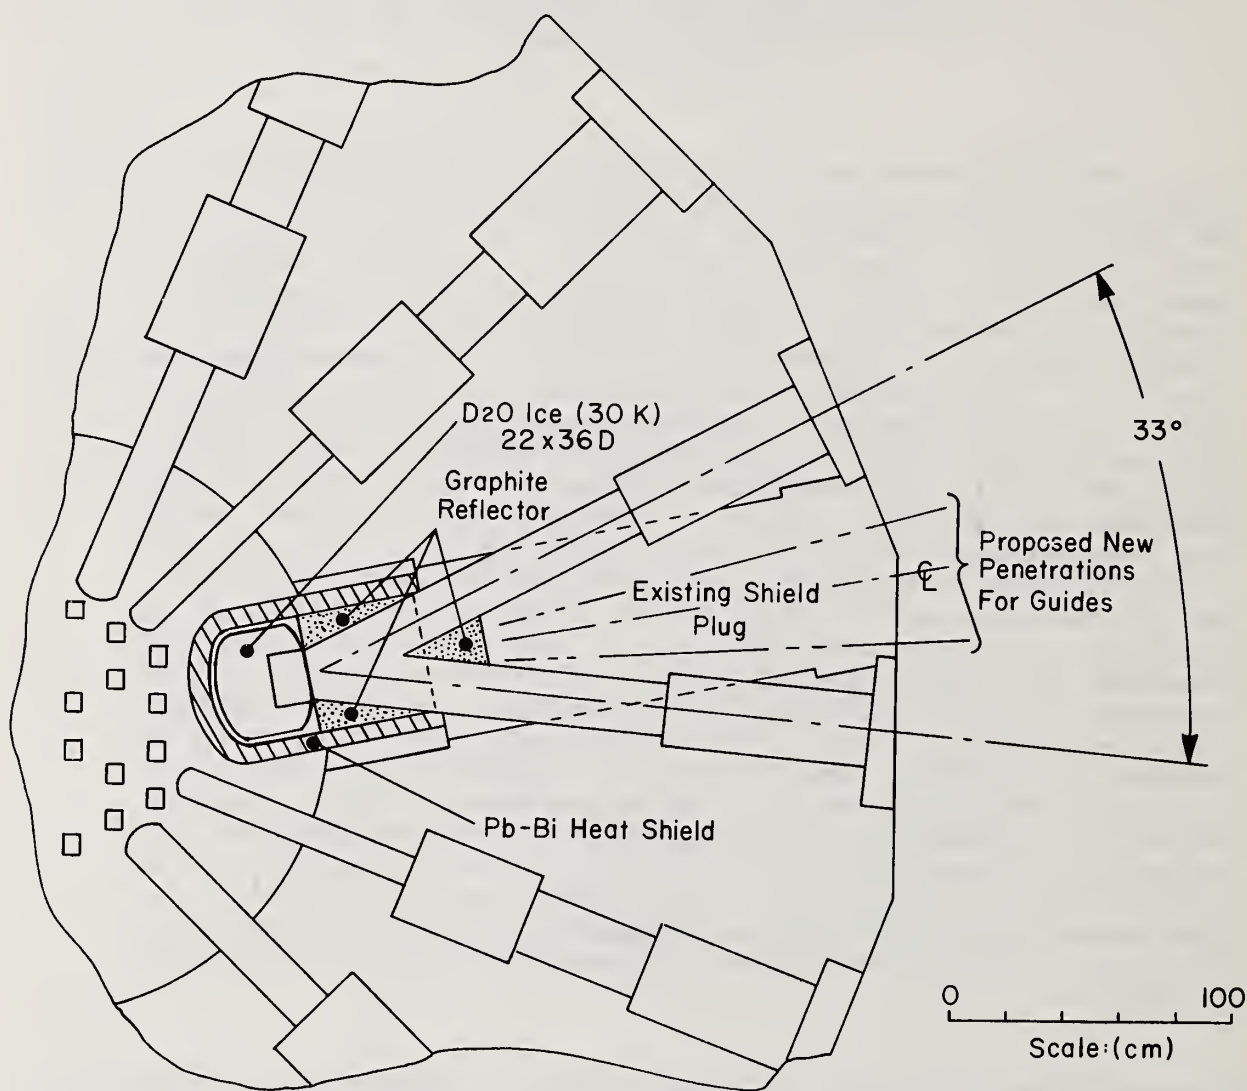 D2O Ice (30 K)
22 x 36 D
Graphite
Reflector
33°
Existing Shield
Plug
℄
Proposed New
Penetrations
For Guides
Pb-Bi Heat Shield
0 100
Scale:(cm)